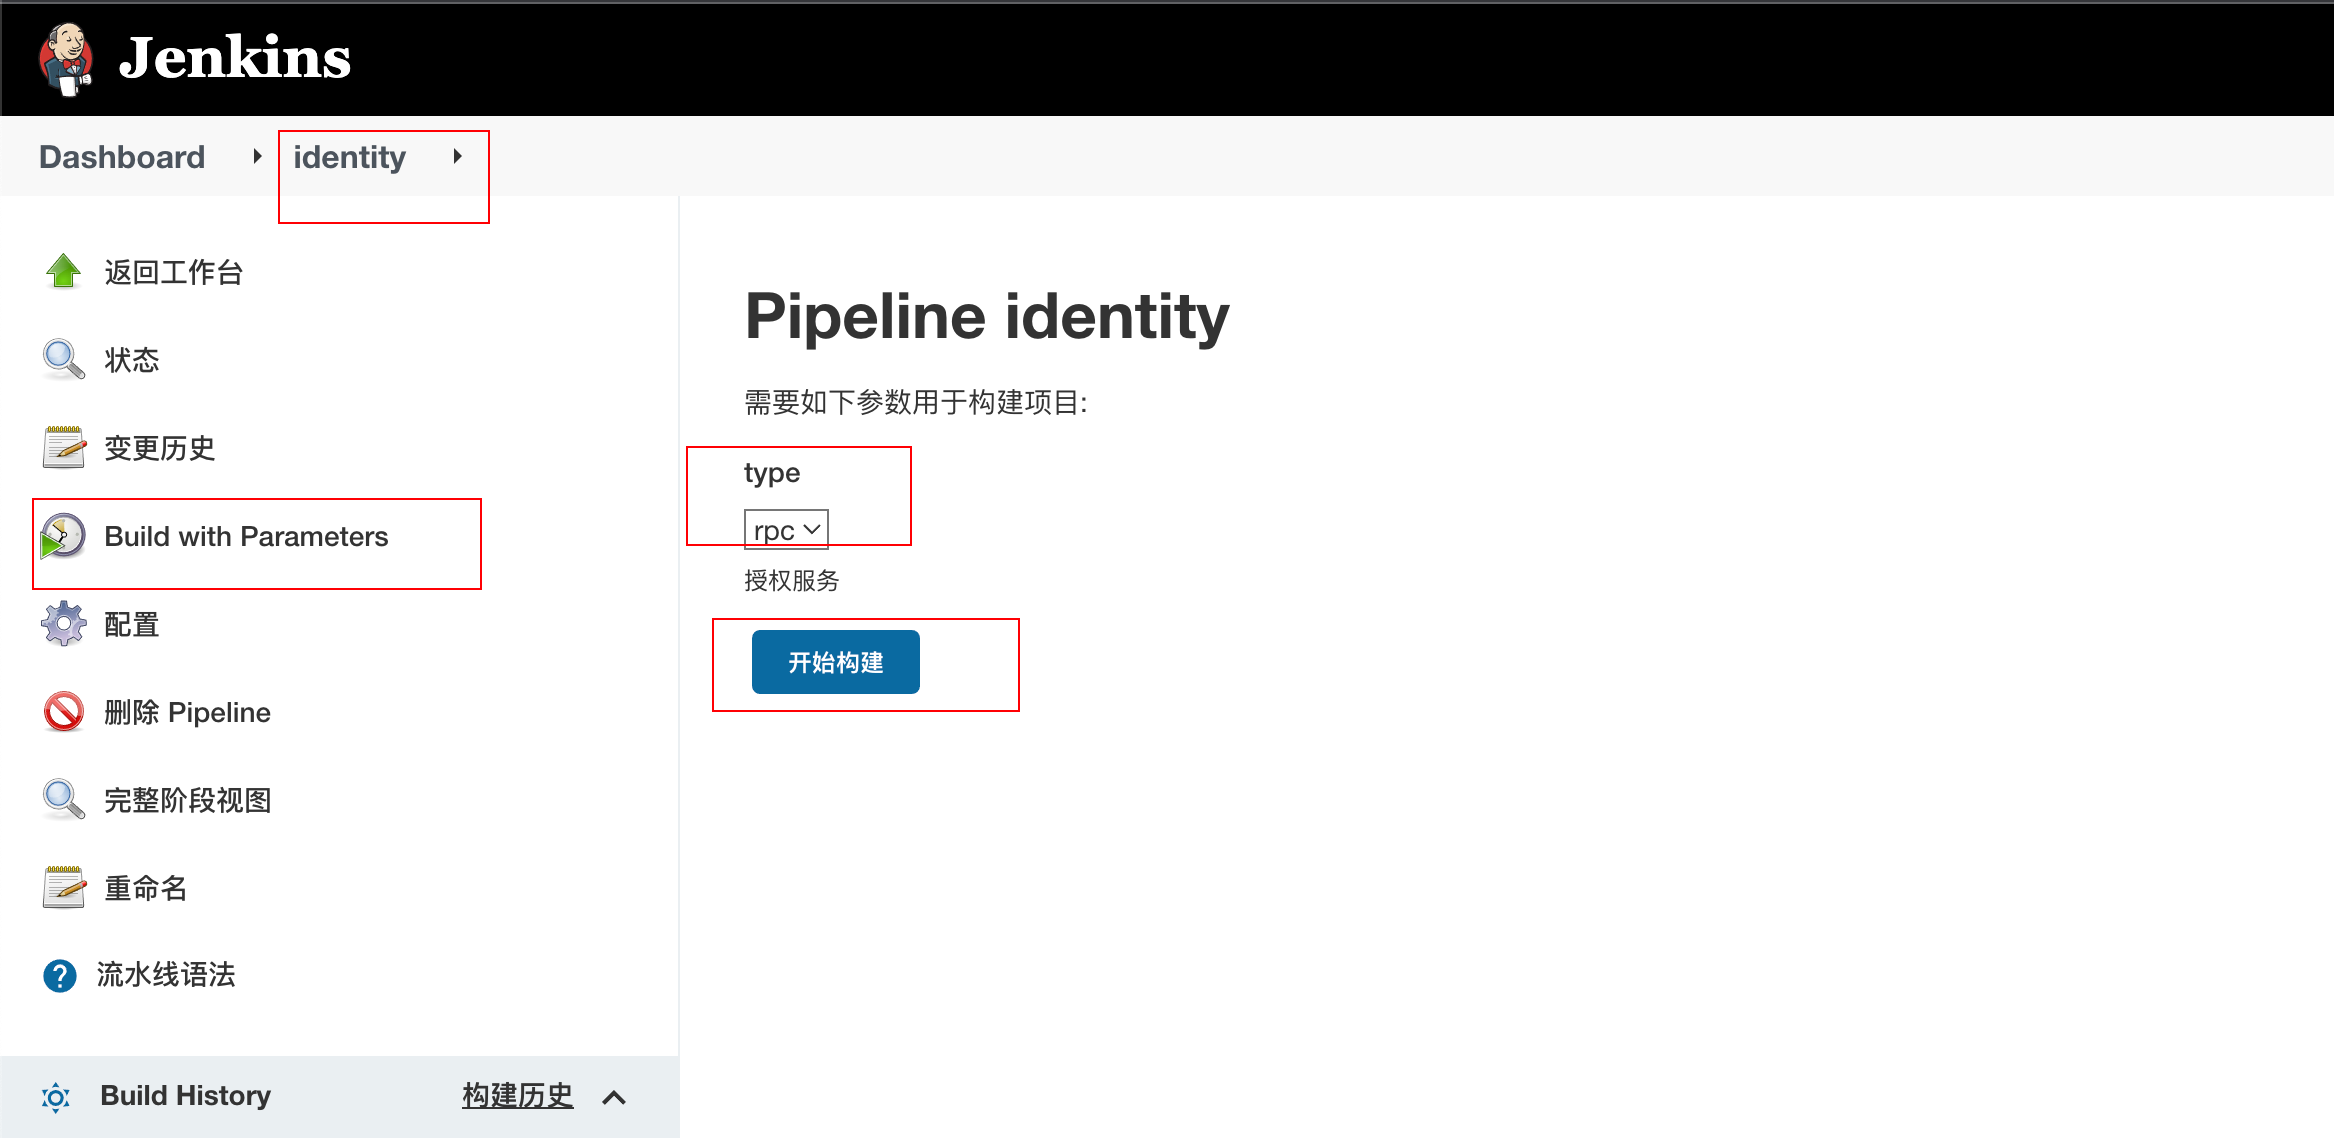 Jenkins
Dashboard
identity
返回工作台
状态
变更历史
Build with Parameters
配置
删除 Pipeline
完整阶段视图
重命名
流水线语法
Build History 构建历史
Pipeline identity
需要如下参数用于构建项目:
type
rpc
授权服务
开始构建